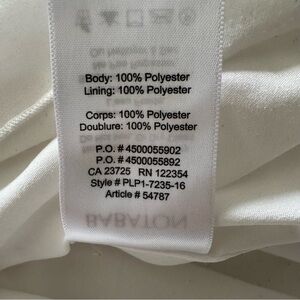 Body: 100% Polyester
Lining: 100% Polyester
Corps: 100% Polyester
Doublure: 100% Polyester
P.O. # 4500055902
P.O. # 4500055892
CA 23725 RN 122354
Style # PLP1-7235-16
Article # 54787
BABATON